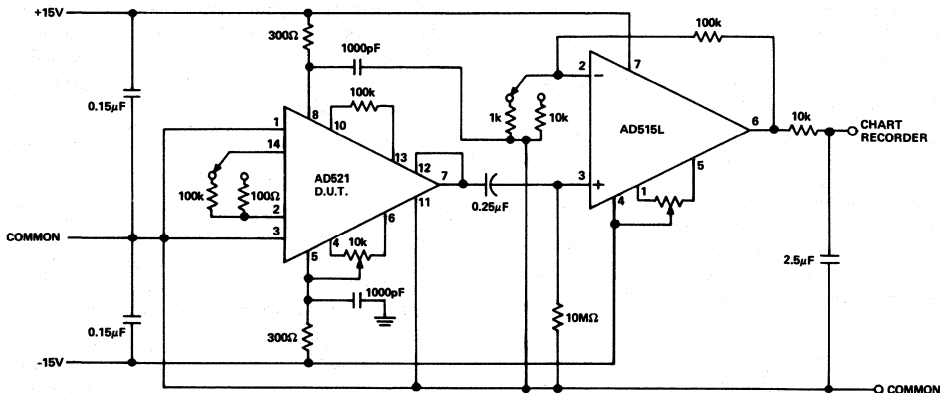 +15V
300Ω
1000pF
100k
0.15μF
1k
10k
2
7
AD515L
6
10k
CHART
RECORDER
3
+
4
1
5
8
10
100k
13
1
14
AD521
D.U.T.
12
7
11
100k
100Ω
2
3
0.25μF
COMMON
5
4
10k
6
1000pF
2.5μF
0.15μF
300Ω
10MΩ
-15V
COMMON